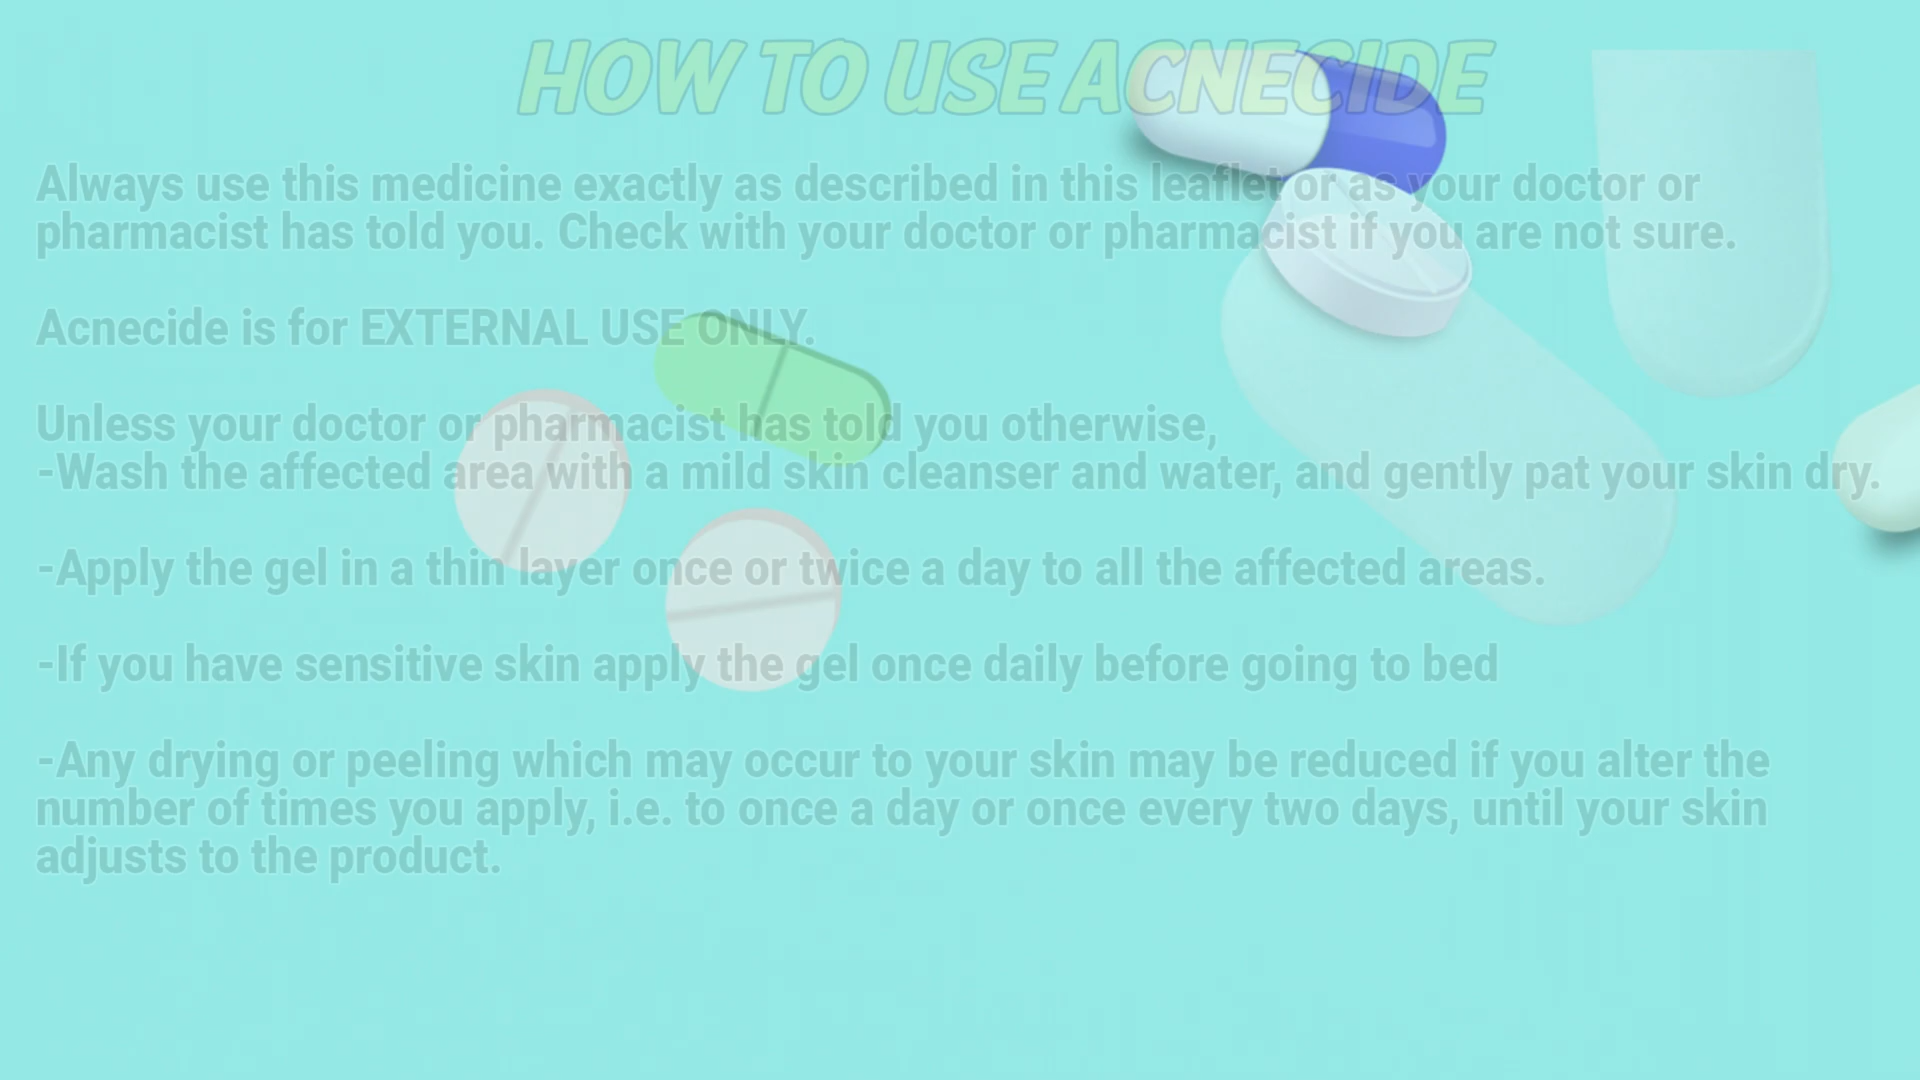 HOW TO USE ACNECIDE
Always use this medicine exactly as described in this leaflet or as your doctor or
pharmacist has told you. Check with your doctor or pharmacist if you are not sure.
Acnecide is for EXTERNAL USE ONLY.
Unless your doctor or pharmacist has told you otherwise,
-Wash the affected area with a mild skin cleanser and water, and gently pat your skin dry.
-Apply the gel in a thin layer once or twice a day to all the affected areas.
-If you have sensitive skin apply the gel once daily before going to bed
-Any drying or peeling which may occur to your skin may be reduced if you alter the
number of times you apply, i.e. to once a day or once every two days, until your skin
adjusts to the product.